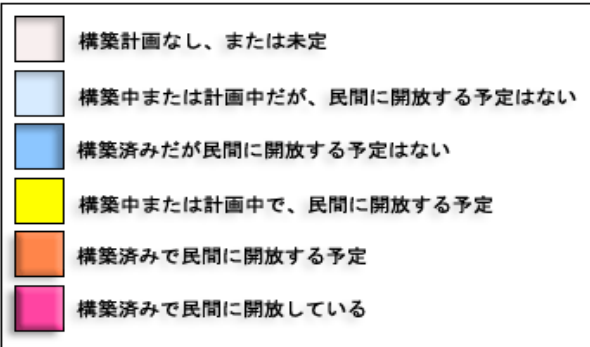 構築計画なし、または未定
構築中または計画中だが、民間に開放する予定はない
構築済みだが民間に開放する予定はない
構築中または計画中で、民間に開放する予定
構築済みで民間に開放する予定
構築済みで民間に開放している